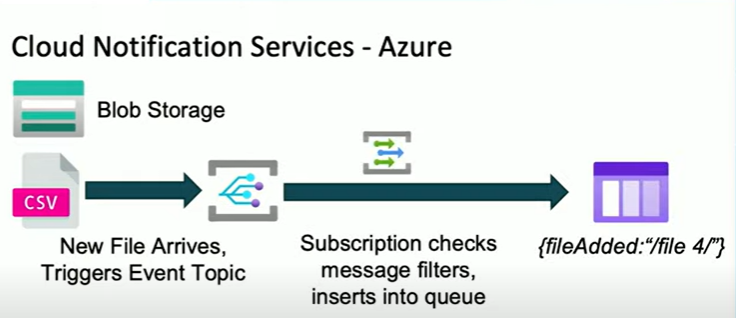 Cloud Notification Services - Azure
Blob Storage
CSV
New File Arrives,
Triggers Event Topic
Subscription checks
message filters,
inserts into queue
{fileAdded:“/file 4/”}